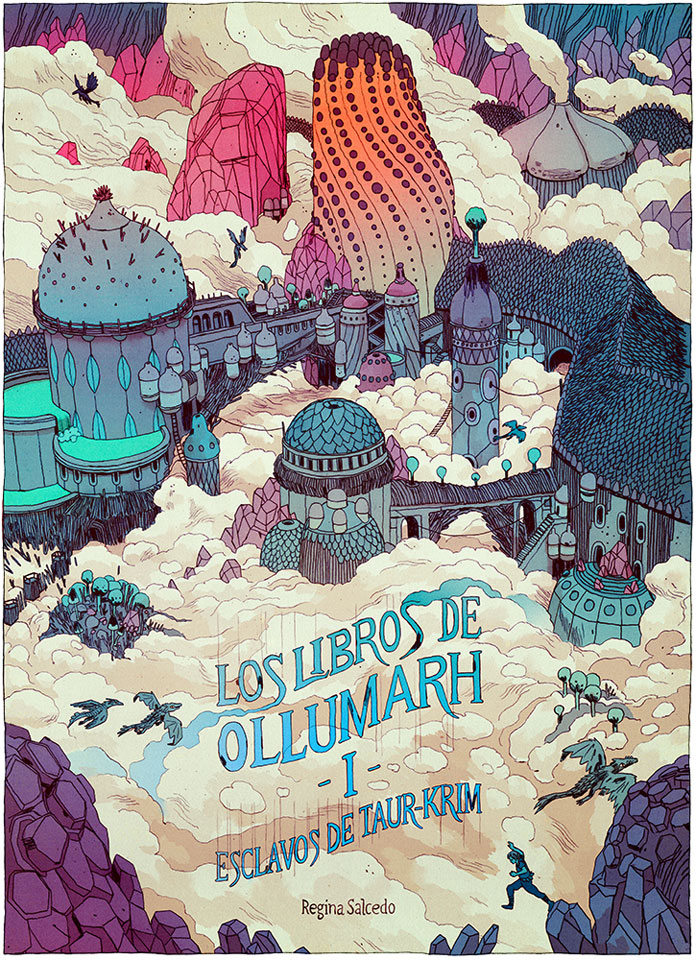 LOS LIBROS DE
OLLUMARH
- I -
ESCLAVOS DE TAUR-KRIM
Regina Salcedo